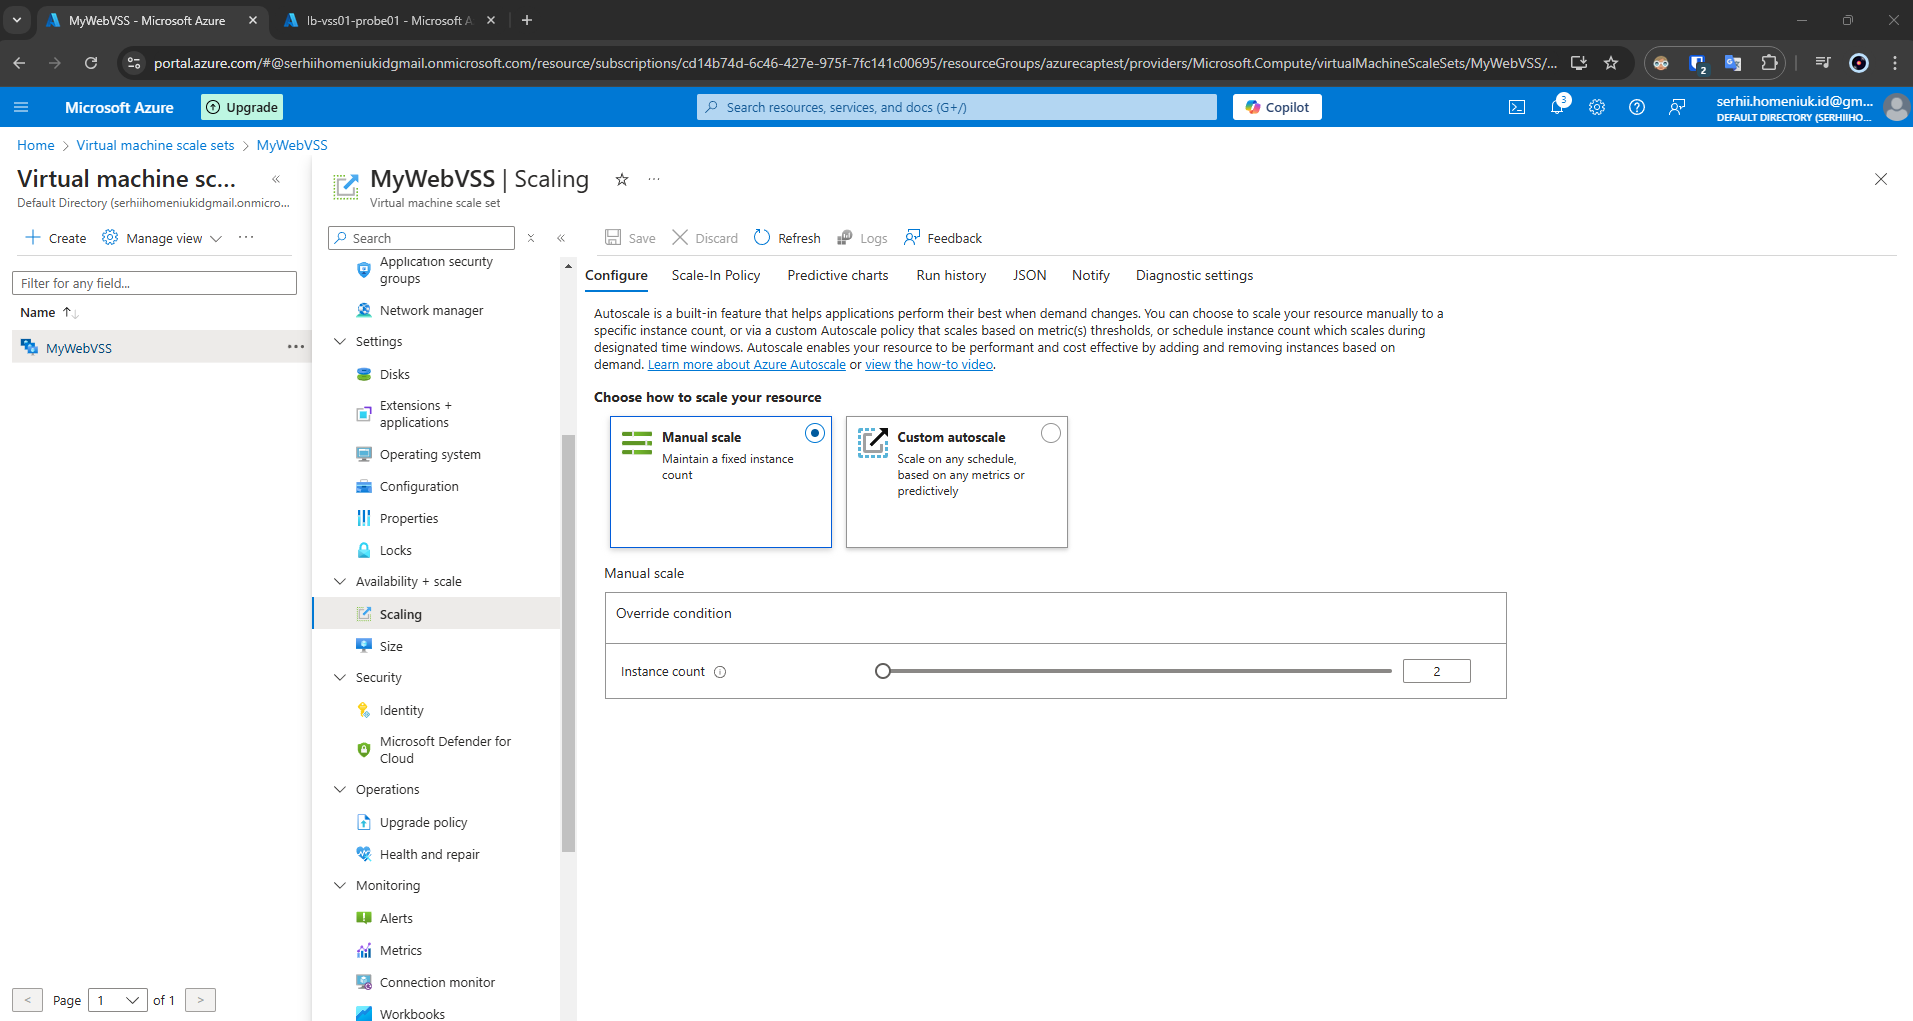 MyWebVSS - Microsoft Azure
lb-vss01-probe01 - Microsoft A
portal.azure.com/#@serhiihomeniukidgmail.onmicrosoft.com/resource/subscriptions/cd14b74d-6c46-427e-975f-7fc141c00695/resourceGroups/azurecaptest/providers/Microsoft.Compute/virtualMachineScaleSets/MyWebVSS/...
2
Microsoft Azure
Upgrade
Search resources, services, and docs (G+/)
Copilot
3
serhii.homeniuk.id@gm...
DEFAULT DIRECTORY (SERHIIHO...
Home > Virtual machine scale sets > MyWebVSS
Virtual machine sc...
Default Directory (serhiihomeniukidgmail.onmicro...
Create
Manage view
Filter for any field...
Name
MyWebVSS
< Page 1 of 1 >
MyWebVSS | Scaling
Virtual machine scale set
Search
Application security
groups
Network manager
Settings
Disks
Extensions +
applications
Operating system
Configuration
Properties
Locks
Availability + scale
Scaling
Size
Security
Identity
Microsoft Defender for
Cloud
Operations
Upgrade policy
Health and repair
Monitoring
Alerts
Metrics
Connection monitor
Workbooks
Save
Discard
Refresh
Logs
Feedback
Configure
Scale-In Policy
Predictive charts
Run history
JSON
Notify
Diagnostic settings
Autoscale is a built-in feature that helps applications perform their best when demand changes. You can choose to scale your resource manually to a
specific instance count, or via a custom Autoscale policy that scales based on metric(s) thresholds, or schedule instance count which scales during
designated time windows. Autoscale enables your resource to be performant and cost effective by adding and removing instances based on
demand. Learn more about Azure Autoscale or view the how-to video.
Choose how to scale your resource
Manual scale
Maintain a fixed instance
count
Custom autoscale
Scale on any schedule,
based on any metrics or
predictively
Manual scale
Override condition
Instance count
2